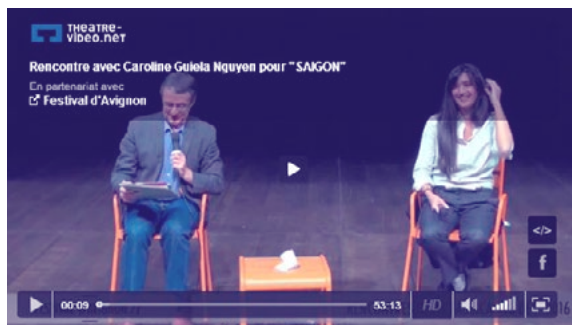 THEATRE-
VIDEO.NET
Rencontre avec Caroline Guiela Nguyen pour "SAIGON"
En partenariat avec
Festival d'Avignon
</>
f
00:09
53:13
HD
16